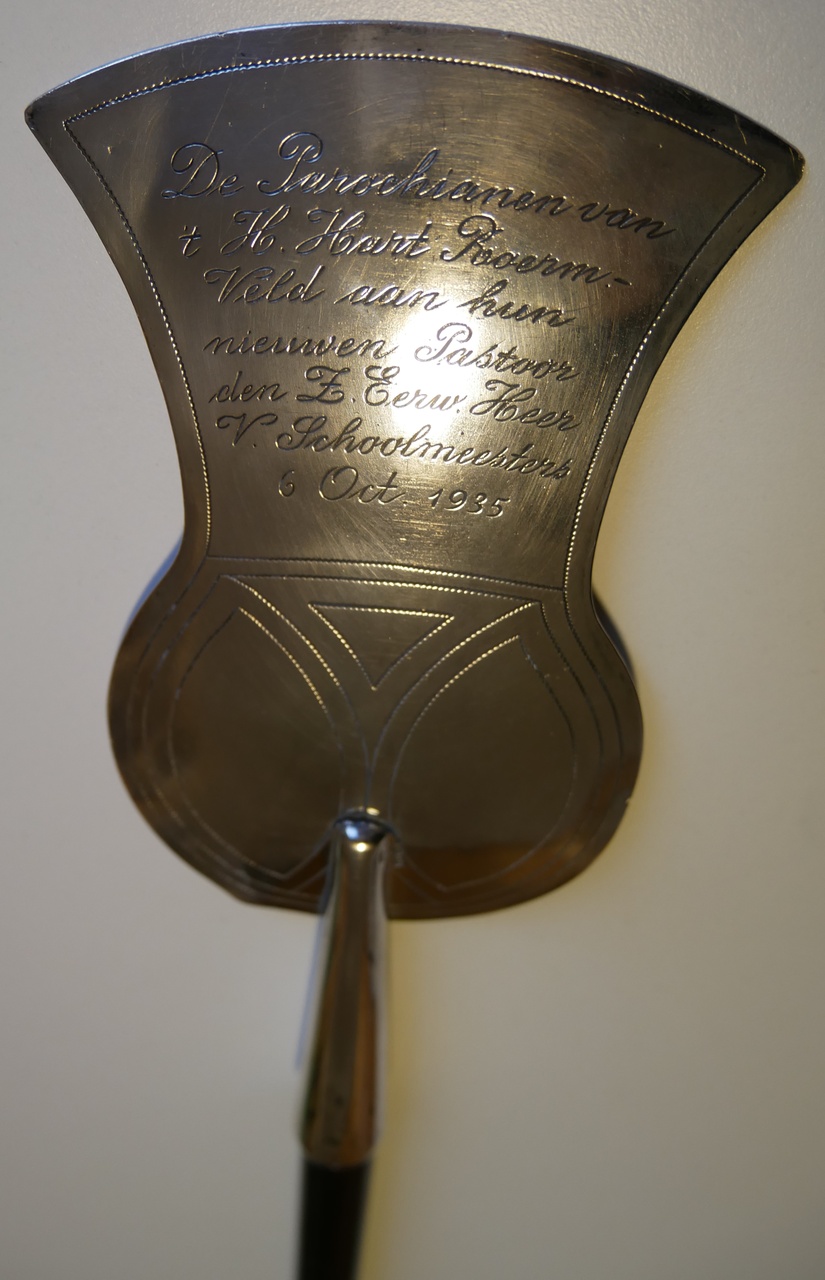 De Parochianen van
't H. Hart Roerm-
Veld aan hun
nieuwen Pastoor
den Z. Eerw. Heer
V. Schoolmeesters
6 Oct. 1935